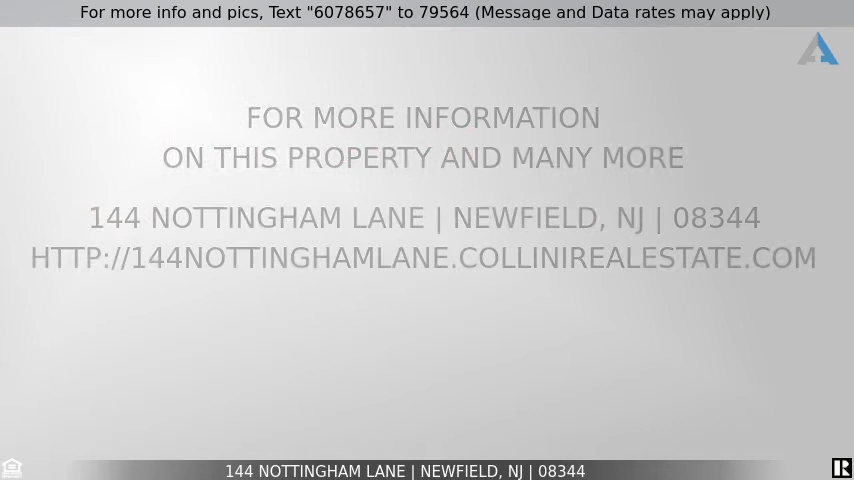 For more info and pics, Text "6078657" to 79564 (Message and Data rates may apply)
FOR MORE INFORMATION
ON THIS PROPERTY AND MANY MORE
144 NOTTINGHAM LANE | NEWFIELD, NJ | 08344
HTTP://144NOTTINGHAMLANE.COLLINIREALESTATE.COM
144 NOTTINGHAM LANE | NEWFIELD, NJ | 08344